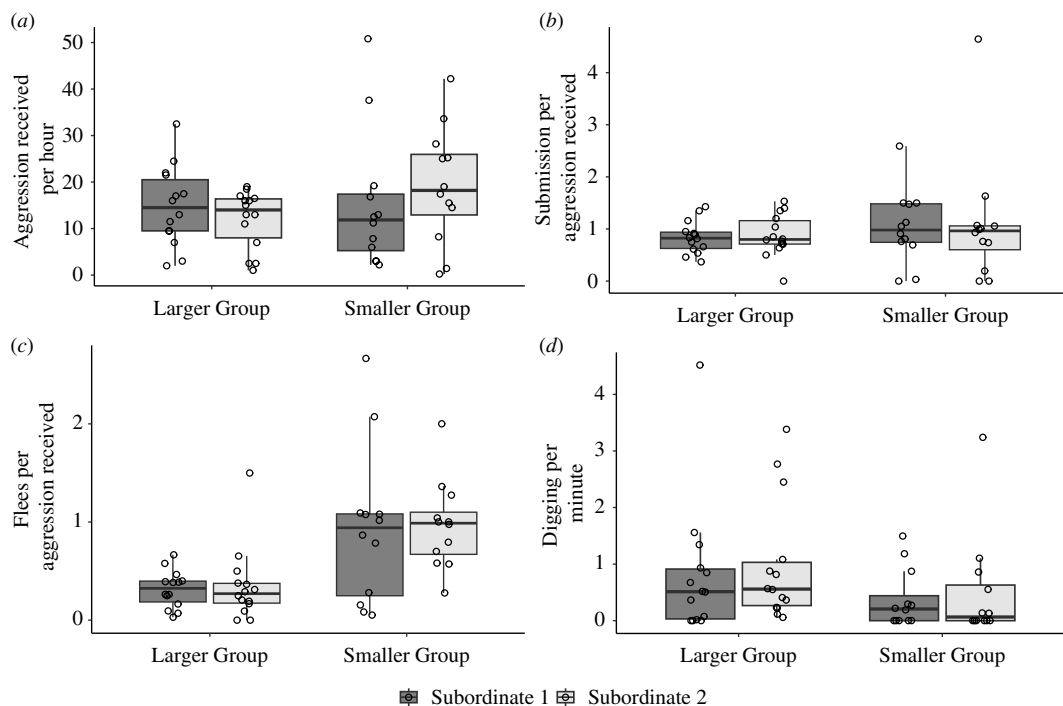 (a)
Aggression received
per hour
50
40
30
20
10
0
Larger Group
Smaller Group
(b)
Submission per
aggression received
4
3
2
1
0
Larger Group
Smaller Group
(c)
Flees per
aggression received
2
1
0
Larger Group
Smaller Group
(d)
Digging per
minute
4
3
2
1
0
Larger Group
Smaller Group
Subordinate 1
Subordinate 2